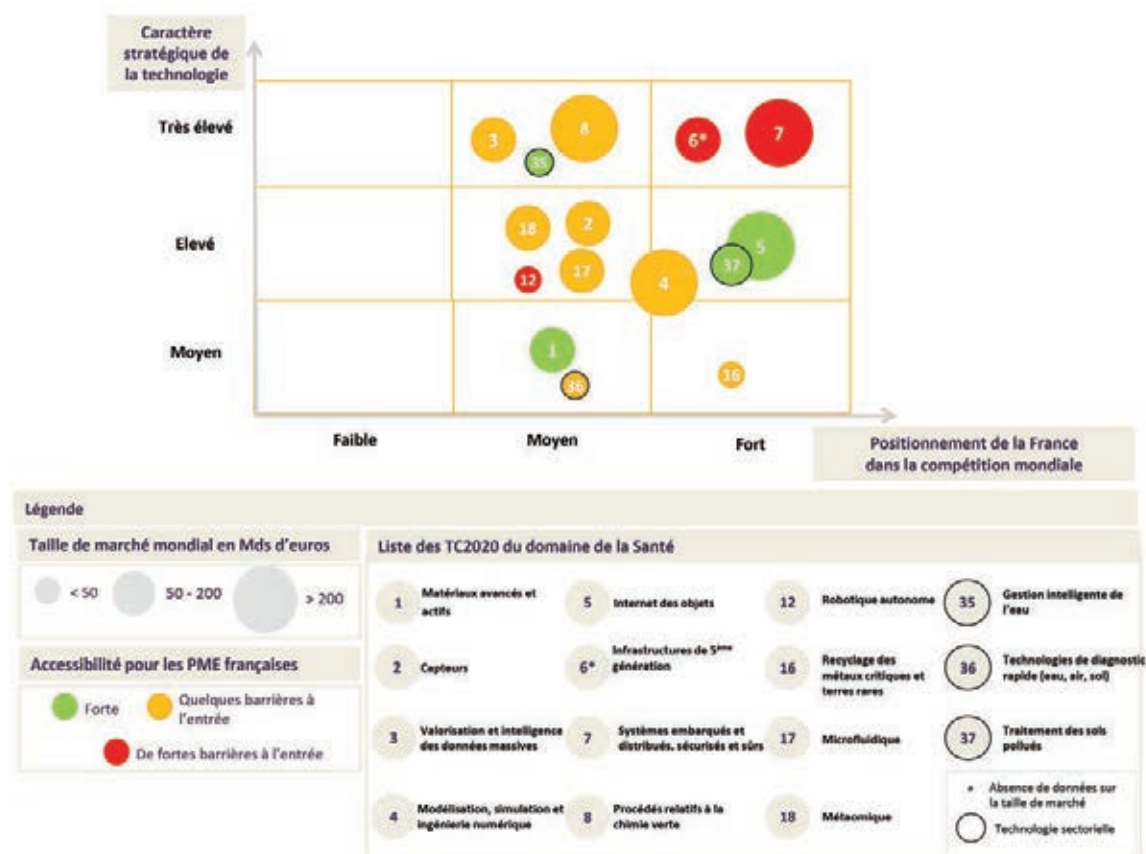 Caractère
stratégique de
la technologie
Très élevé
3
8
35
6*
7
Elevé
18
2
5
12
17
4
37
Moyen
1
36
16
Faible
Moyen
Fort
Positionnement de la France
dans la compétition mondiale
Légende
Taille de marché mondial en Mds d'euros
< 50
50 - 200
> 200
Accessibilité pour les PME françaises
Forte
Quelques barrières à
l'entrée
De fortes barrières à l'entrée
Liste des TC2020 du domaine de la Santé
1
Matériaux avancés et
actifs
5
Internet des objets
12
Robotique autonome
35
Gestion intelligente de
l'eau
2
Capteurs
6*
Infrastructures de 5ème
génération
16
Recyclage des
métaux critiques et
terres rares
36
Technologies de diagnostic
rapide (eau, air, sol)
3
Valorisation et intelligence
des données massives
7
Systèmes embarqués et
distribués, sécurisés et sûrs
17
Microfluidique
37
Traitement des sols
pollués
4
Modélisation, simulation et
ingénierie numérique
8
Procédés relatifs à la
chimie verte
18
Métaomique
* Absence de données sur
la taille de marché
Technologie sectorielle